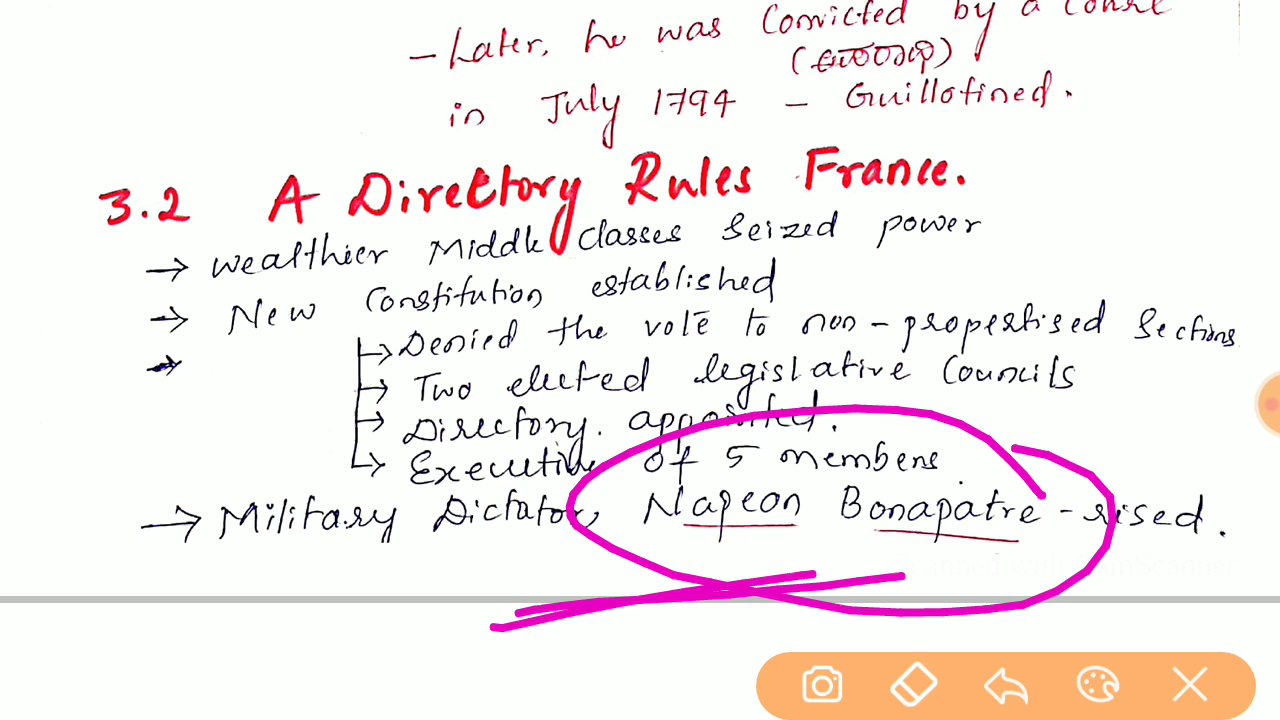 - Later, he was Convicted by a Court
in July 1794 - Guillotined.
3.2 A Directory Rules France.
→ Wealthier Middle Classes Seized power
→ New Constitution established
→ Denied the vote to non-propertised Sections
→ Two elected legislative Councils
→ Directory. appointed.
→ Executive of 5 members
→ Military Dictator, Napeon Bonapatre - rised.